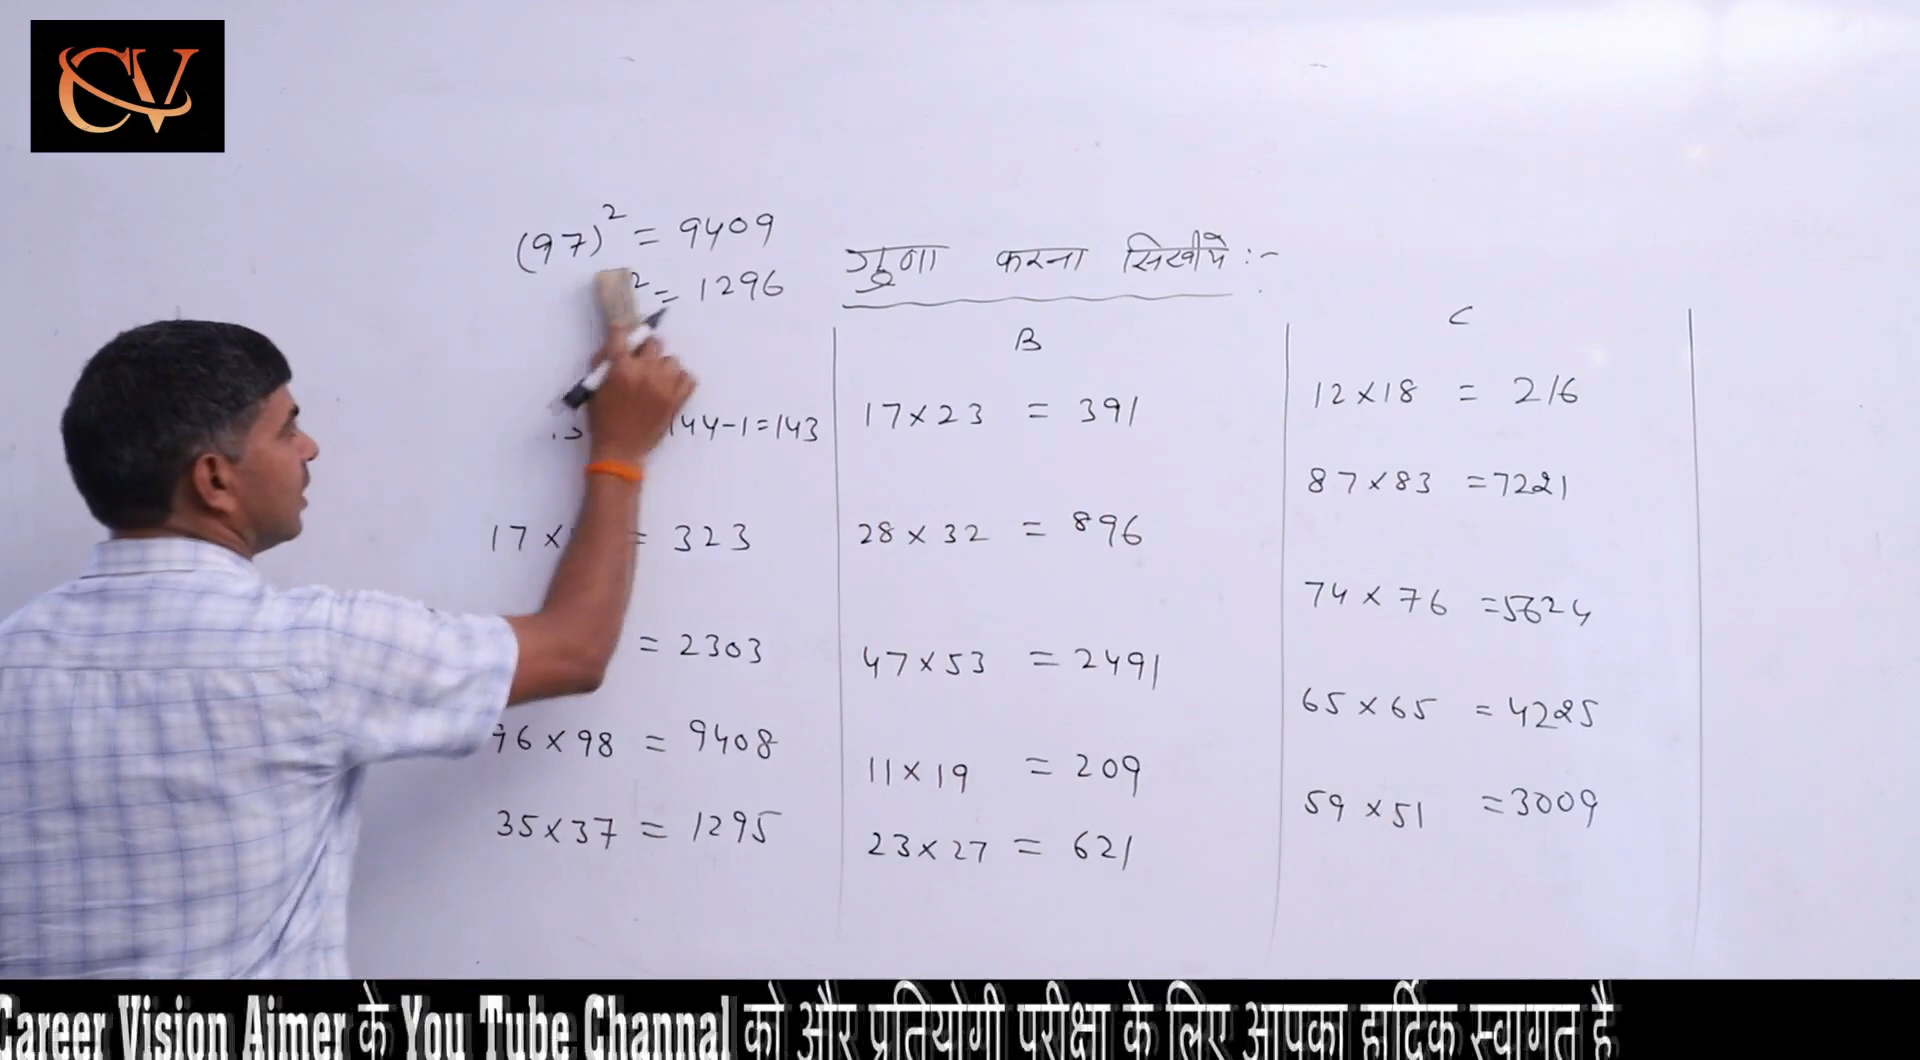 CV
(97)² = 9409
² = 1296
गुणा करना सिखीये :-
144-1=143
17 × = 323
= 2303
96 × 98 = 9408
35 × 37 = 1295
B
17 × 23 = 391
28 × 32 = 896
47 × 53 = 2491
11 × 19 = 209
23 × 27 = 621
C
12 × 18 = 216
87 × 83 = 7221
74 × 76 = 5624
65 × 65 = 4225
59 × 51 = 3009
Career Vision Aimer के You Tube Channal को और प्रतियोगी परीक्षा के लिए आपका हार्दिक स्वागत है